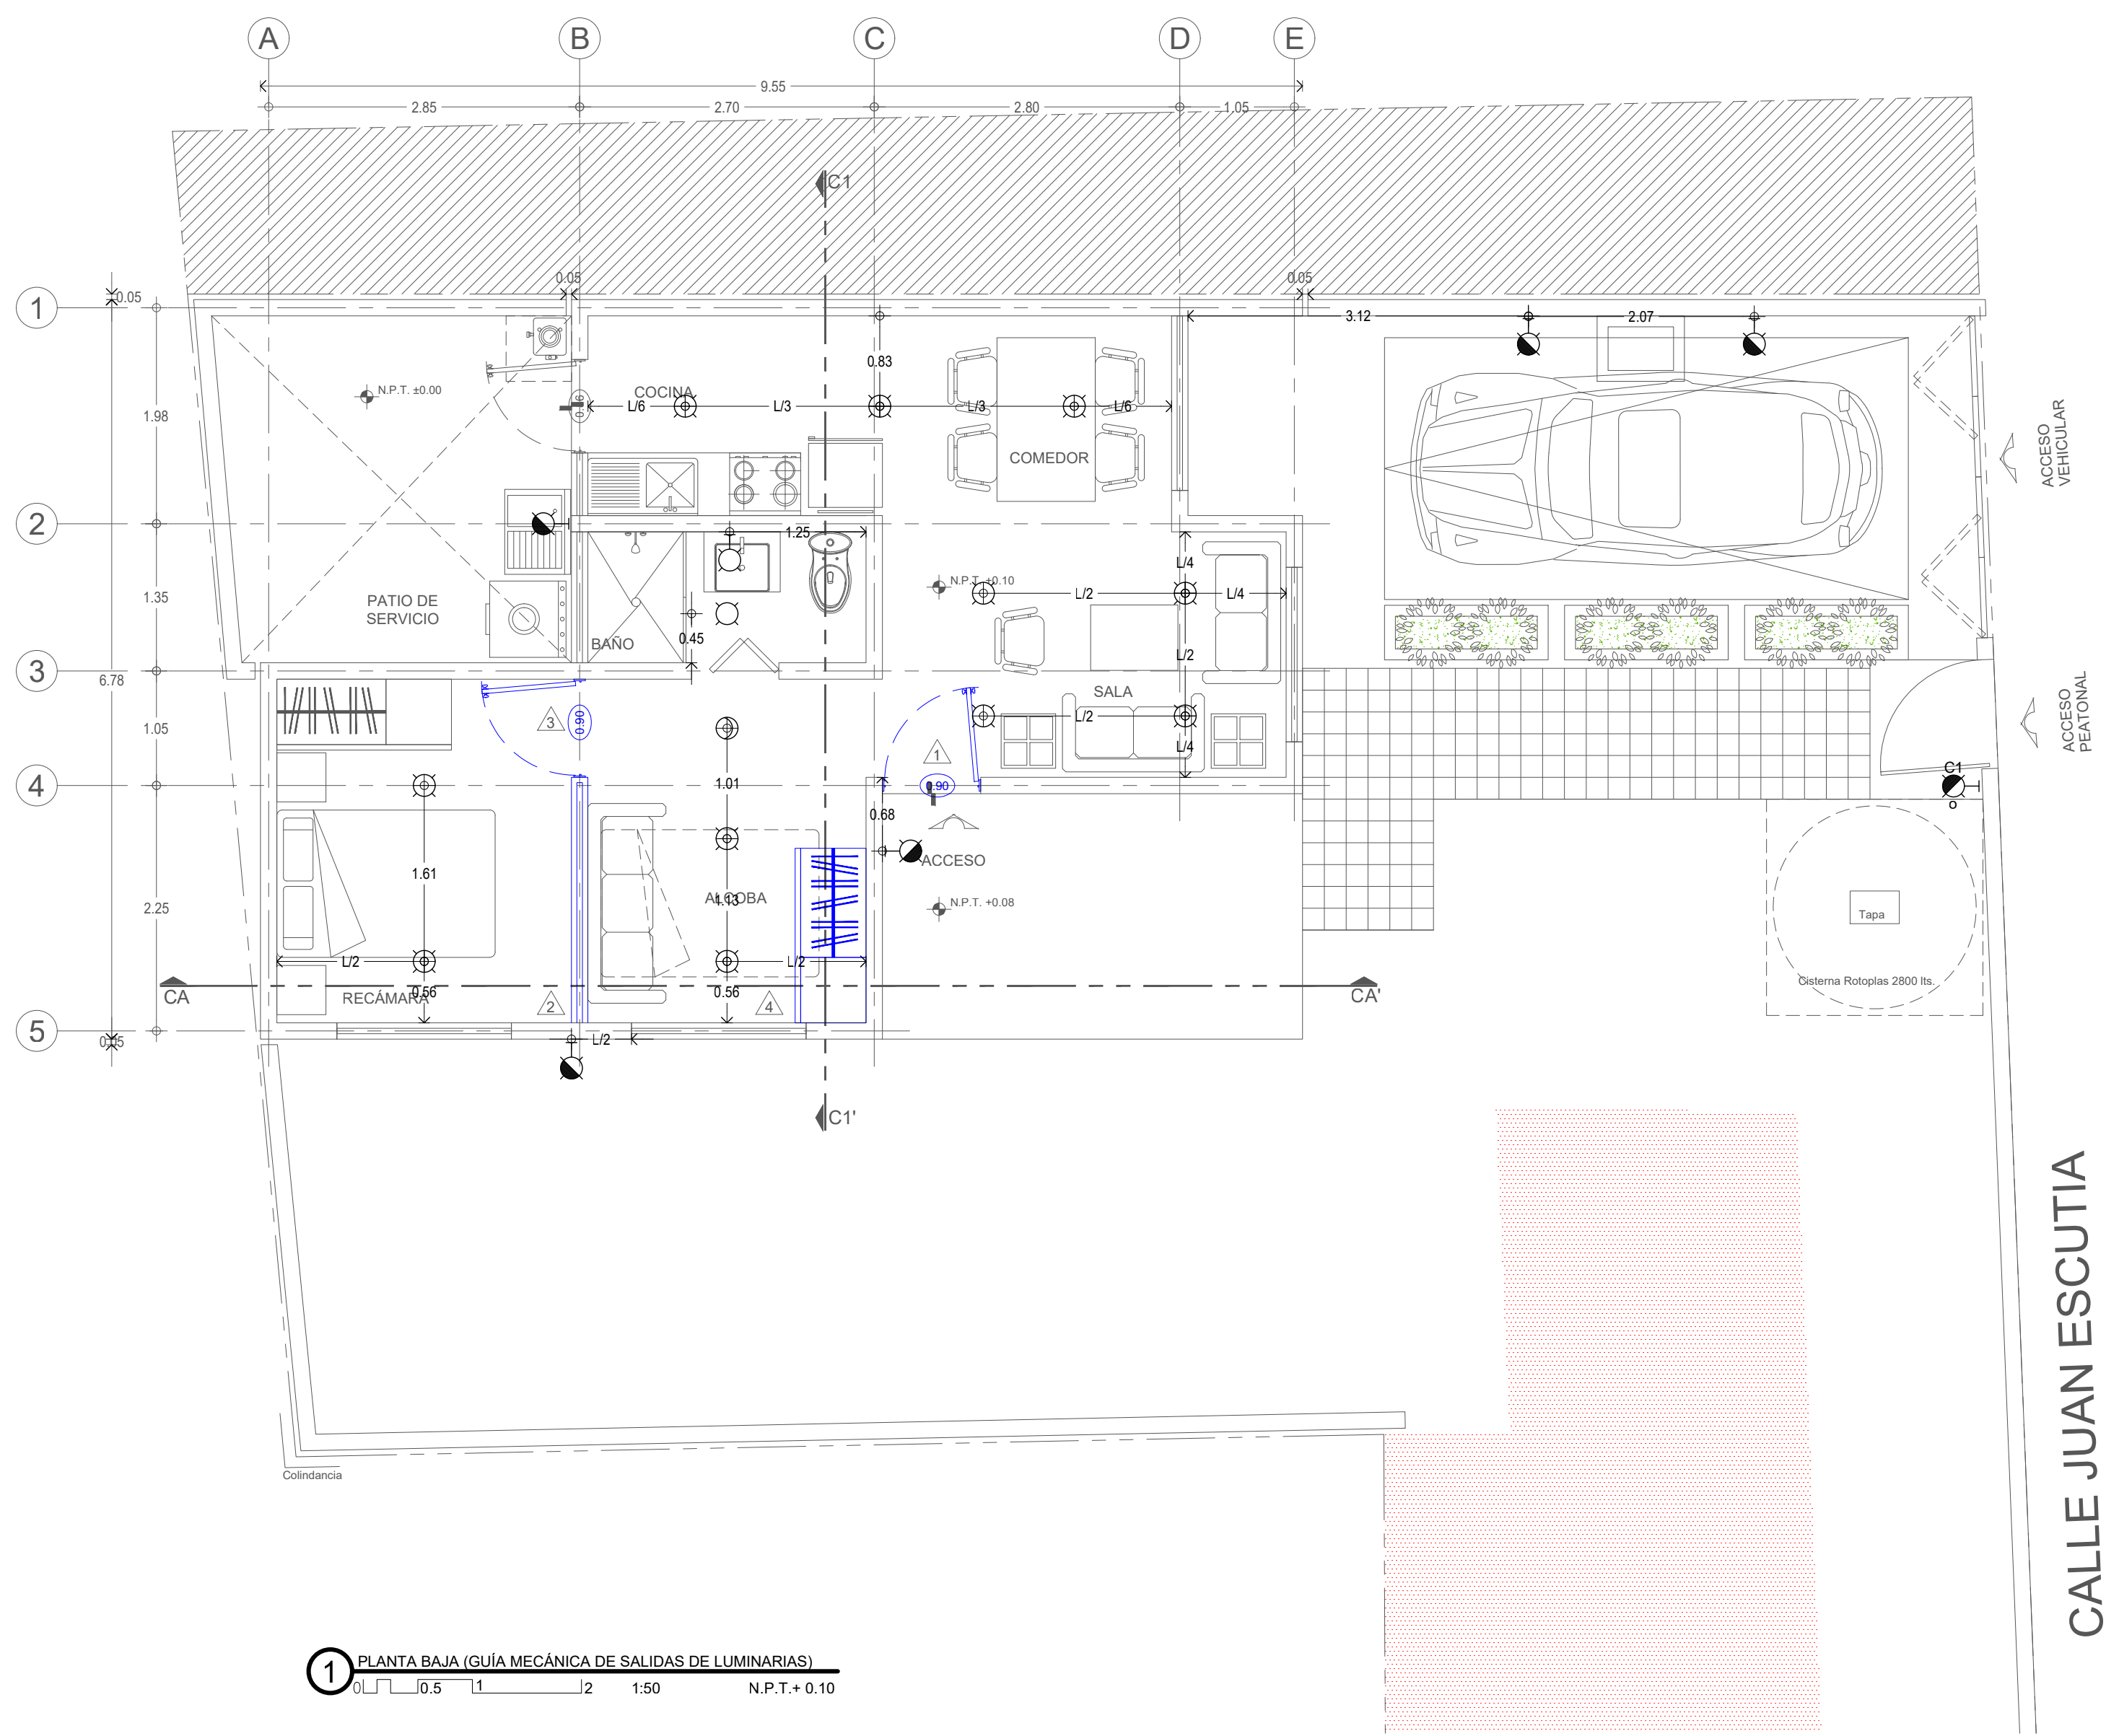 A
B
C
D
E
9.55
2.85
2.70
2.80
1.05
C1
0.05
0.05
1
0.05
3.12
2.07
0.83
N.P.T. ±0.00
COCINA
1.98
L/6
L/3
L/3
L/6
ACCESO
VEHICULAR
COMEDOR
2
1.25
L/4
N.P.T. +0.10
L/2
L/4
1.35
PATIO DE
SERVICIO
BAÑO
0.45
L/2
3
6.78
SALA
ACCESO
PEATONAL
3
0.90
L/2
1.05
L/4
1
C1
4
1.01
0.90
0.68
ACCESO
1.61
ALCOBA
1.13
2.25
N.P.T. +0.08
Tapa
L/2
L/2
Cisterna Rotoplas 2800 lts.
CA
RECÁMARA
0.56
0.56
CA'
2
4
5
0.05
L/2
C1'
CALLE JUAN ESCUTIA
Colindancia
1
PLANTA BAJA (GUÍA MECÁNICA DE SALIDAS DE LUMINARIAS)
0 0.5 1 2 1:50 N.P.T.+ 0.10